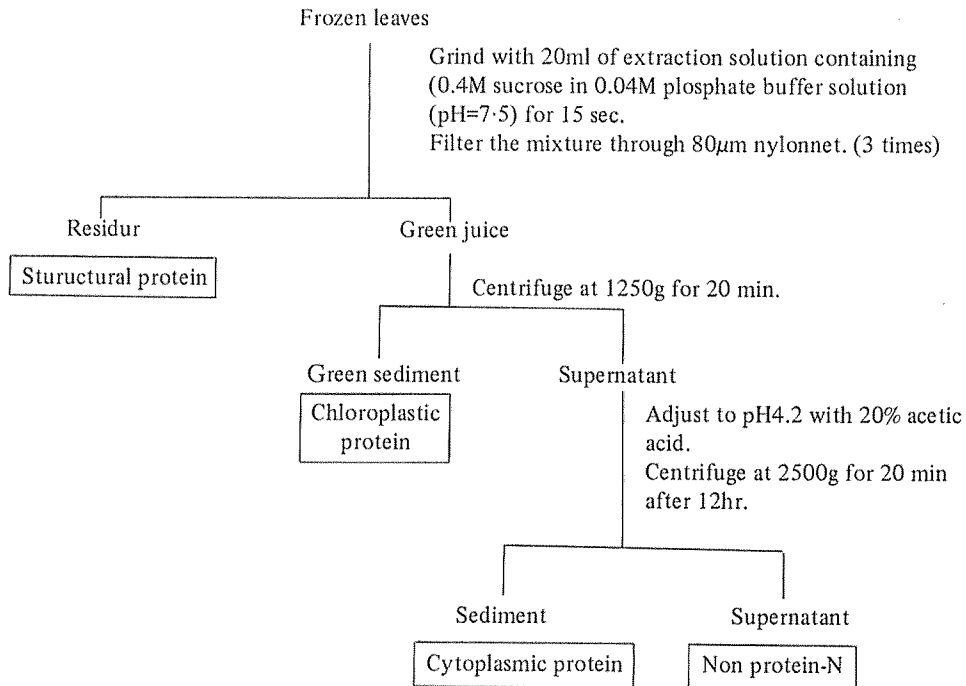 Frozen leaves
Grind with 20ml of extraction solution containing
(0.4M sucrose in 0.04M plosphate buffer solution
(pH=7·5) for 15 sec.
Filter the mixture through 80μm nylonnet. (3 times)
Residur
Green juice
Stuructural protein
Centrifuge at 1250g for 20 min.
Green sediment
Supernatant
Chloroplastic
protein
Adjust to pH4.2 with 20% acetic
acid.
Centrifuge at 2500g for 20 min
after 12hr.
Sediment
Supernatant
Cytoplasmic protein
Non protein-N